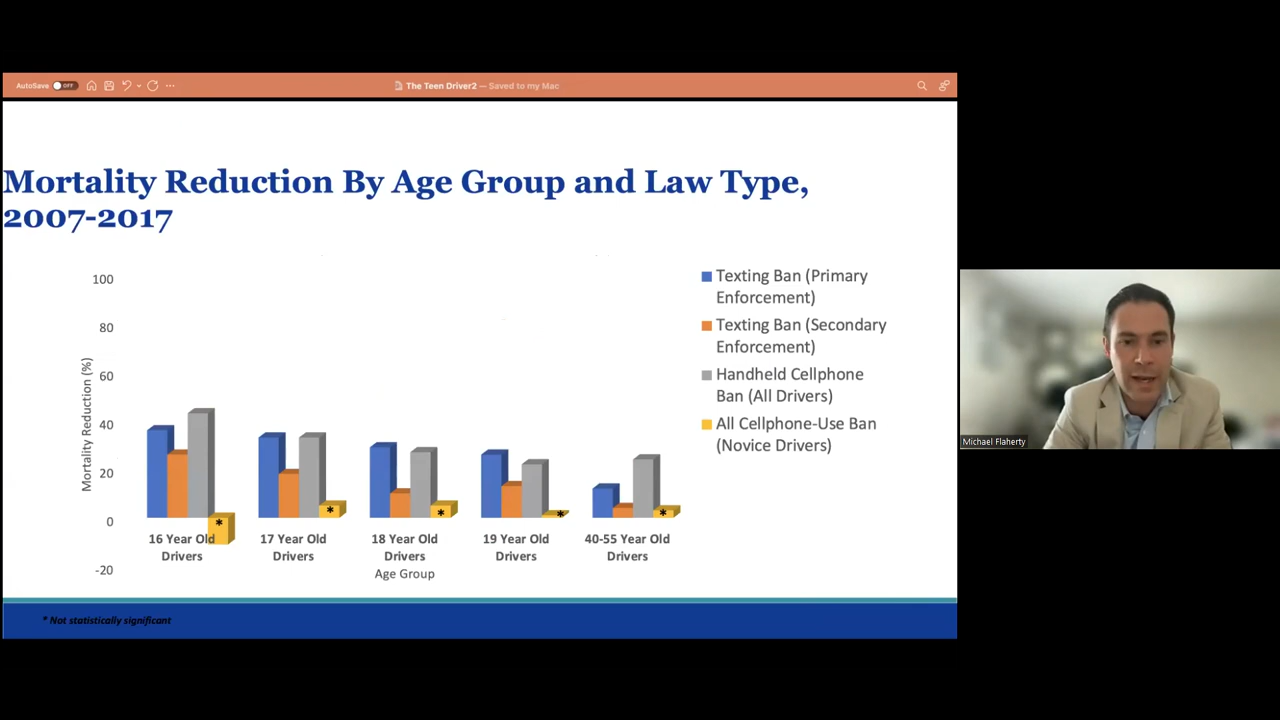 AutoSave OFF
The Teen Driver2 — Saved to my Mac
Mortality Reduction By Age Group and Law Type,
2007-2017
100
80
60
40
20
0
-20
Mortality Reduction (%)
*
*
*
*
*
16 Year Old
Drivers
17 Year Old
Drivers
18 Year Old
Drivers
19 Year Old
Drivers
40-55 Year Old
Drivers
Age Group
Texting Ban (Primary
Enforcement)
Texting Ban (Secondary
Enforcement)
Handheld Cellphone
Ban (All Drivers)
All Cellphone-Use Ban
(Novice Drivers)
* Not statistically significant
Michael Flaherty